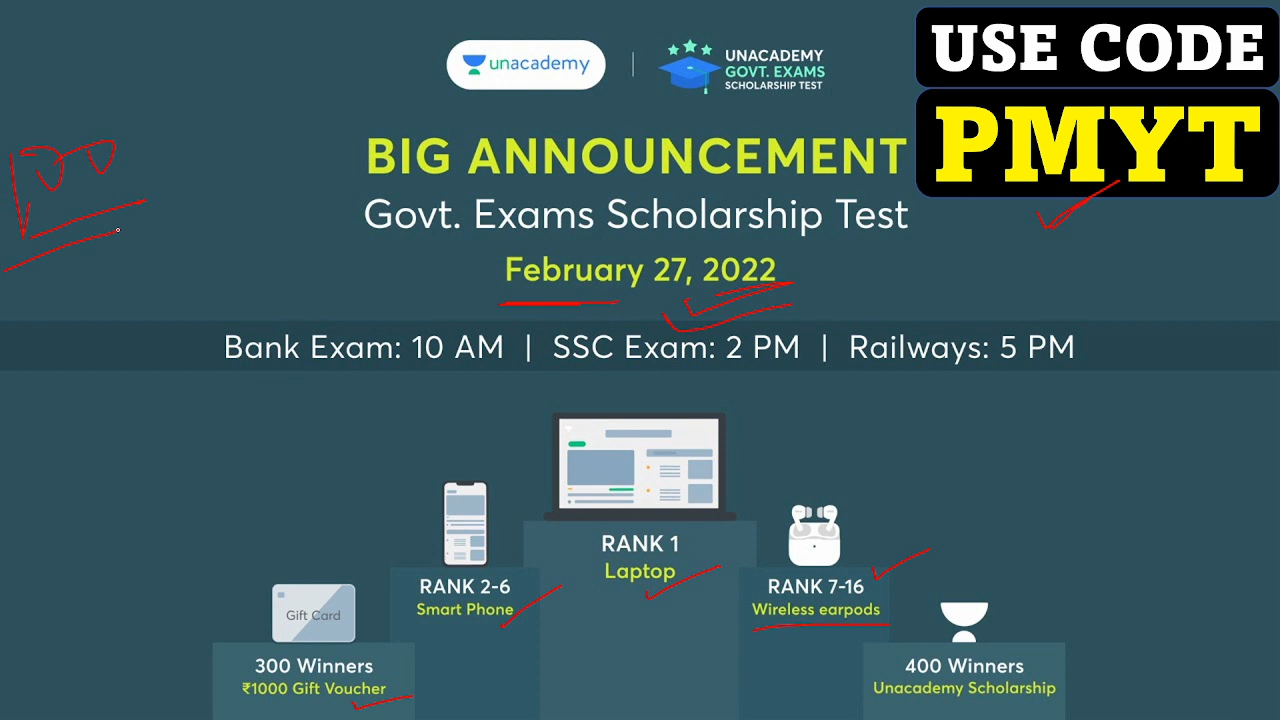 unacademy
UNACADEMY
GOVT. EXAMS
SCHOLARSHIP TEST
USE CODE
PMYT
BIG ANNOUNCEMENT
Govt. Exams Scholarship Test
February 27, 2022
Bank Exam: 10 AM | SSC Exam: 2 PM | Railways: 5 PM
RANK 1
Laptop
RANK 2-6
Smart Phone
RANK 7-16
Wireless earpods
Gift Card
300 Winners
₹1000 Gift Voucher
400 Winners
Unacademy Scholarship